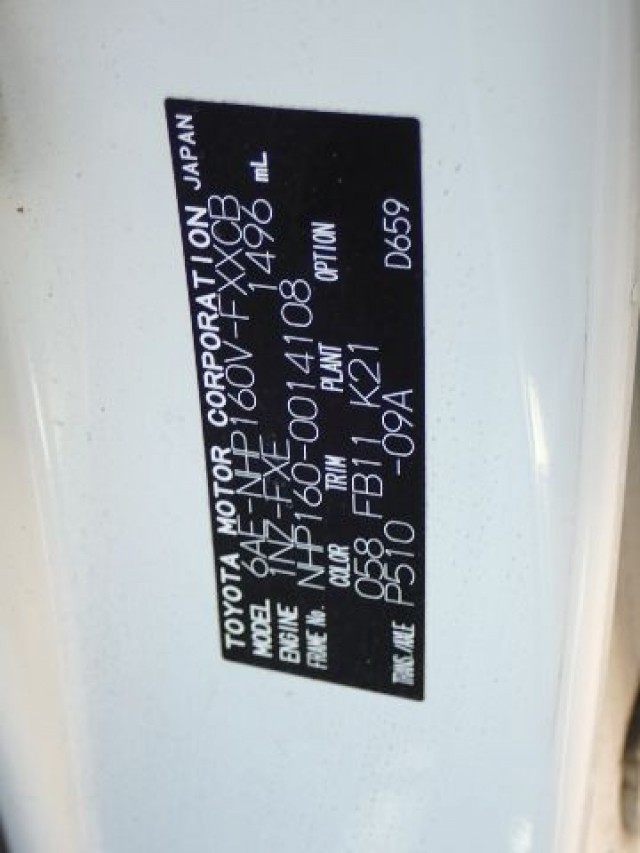 TOYOTA MOTOR CORPORATION JAPAN
MODEL 6AE-NHP160V-FXXCB
ENGINE 1NZ-FXE 1496 mL
FRAME No. NHP160-0014108
COLOR TRIM PLANT OPTION
058 FB11 K21
TRANS/AXLE P510 -09A D659